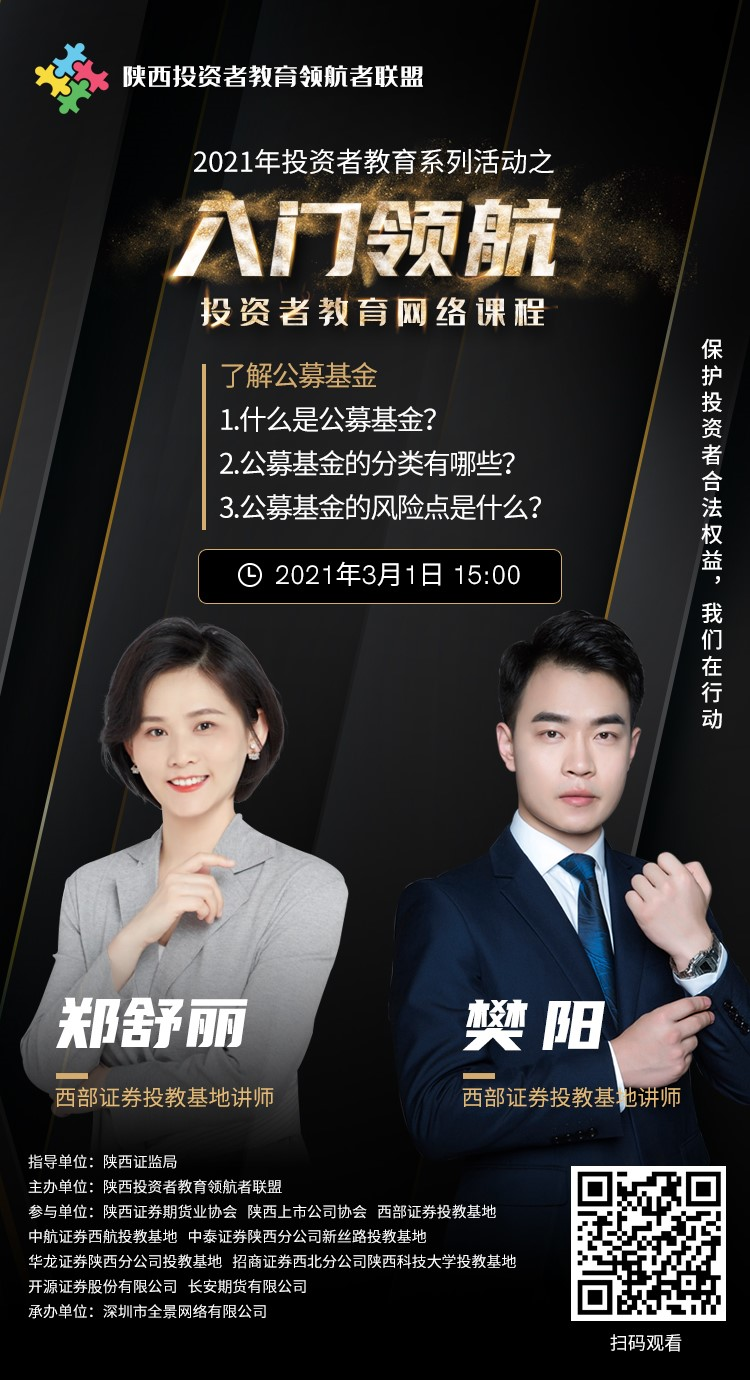 陕西投资者教育领航者联盟
2021年投资者教育系列活动之
入门领航
投资者教育网络课程
了解公募基金
1.什么是公募基金？
2.公募基金的分类有哪些？
3.公募基金的风险点是什么？
2021年3月1日 15:00
保护投资者合法权益，我们在行动
郑舒丽
西部证券投教基地讲师
樊 阳
西部证券投教基地讲师
指导单位：陕西证监局
主办单位：陕西投资者教育领航者联盟
参与单位：陕西证券期货业协会 陕西上市公司协会 西部证券投教基地
中航证券西航投教基地 中泰证券陕西分公司新丝路投教基地
华龙证券陕西分公司投教基地 招商证券西北分公司陕西科技大学投教基地
开源证券股份有限公司 长安期货有限公司
承办单位：深圳市全景网络有限公司
扫码观看